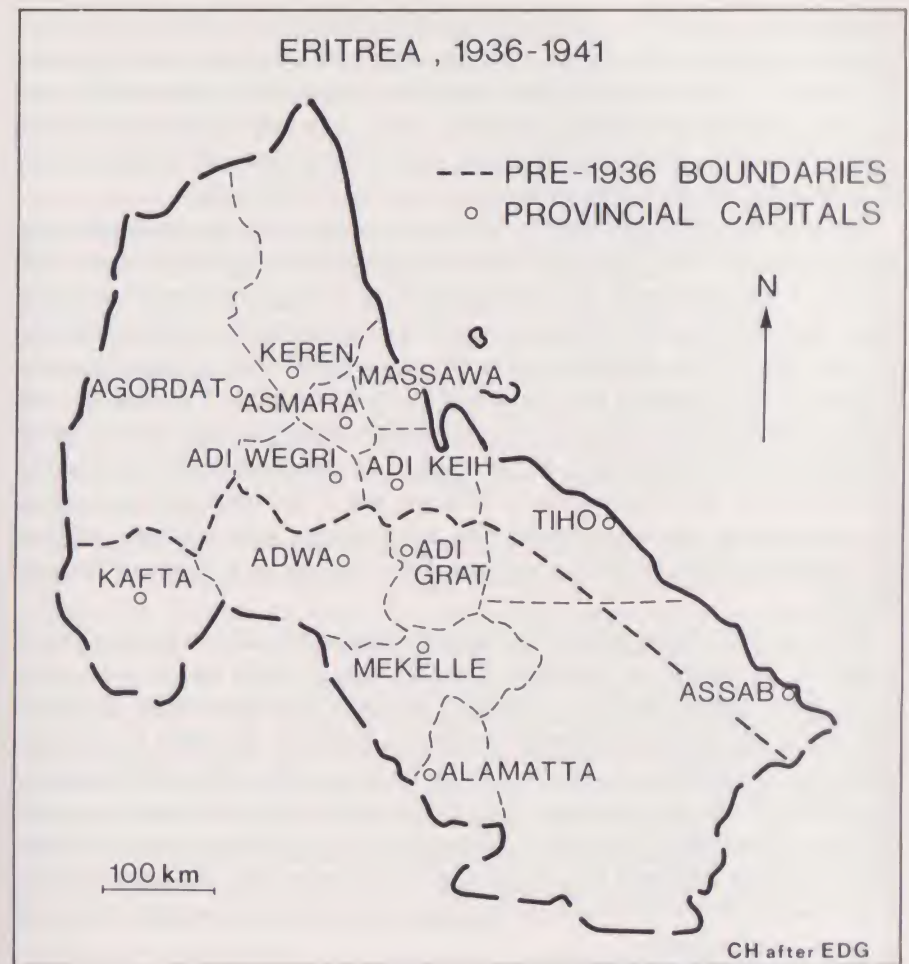 ERITREA , 1936-1941
PRE-1936 BOUNDARIES
PROVINCIAL CAPITALS
N
KEREN
MASSAWA
AGORDAT
ASMARA
ADI WEGRI
ADI KEIH
TIHO
ADWA
ADI
GRAT
KAFTA
MEKELLE
ASSAB
ALAMATTA
100 km
CH after EDG